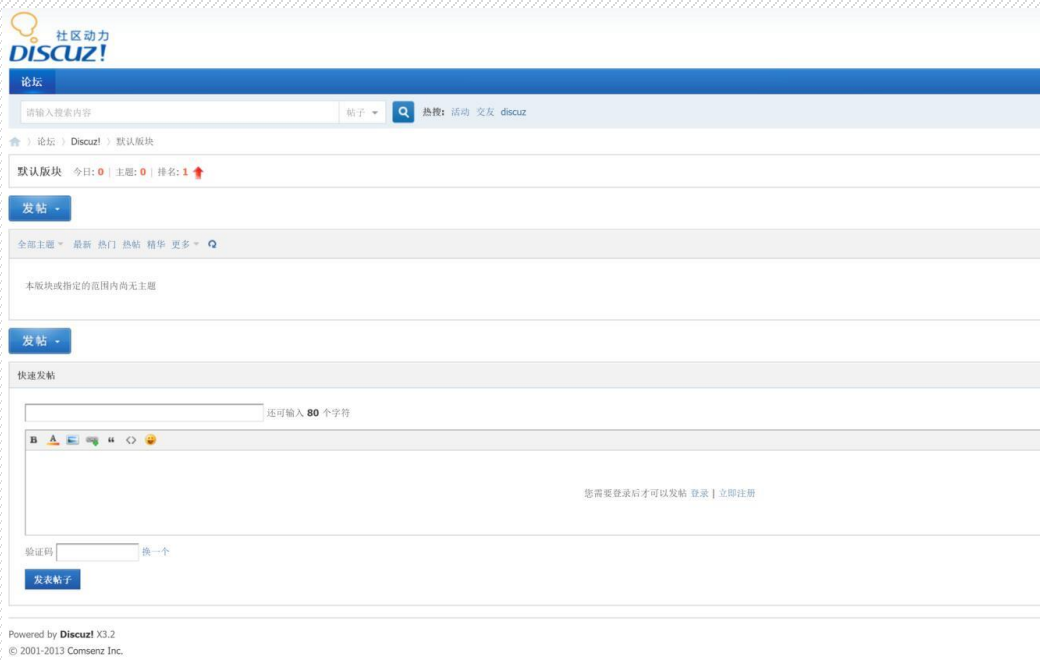 社区动力
DISCUZ!
论坛
请输入搜索内容 帖子 热搜: 活动 交友 discuz
论坛 › Discuz! › 默认版块
默认版块 今日: 0 | 主题: 0 | 排名: 1
发帖
全部主题 最新 热门 热帖 精华 更多
本版块或指定的范围内尚无主题
发帖
快速发帖
还可输入 80 个字符
B A “ <>
您需要登录后才可以发帖 登录 | 立即注册
验证码 换一个
发表帖子
Powered by Discuz! X3.2
© 2001-2013 Comsenz Inc.